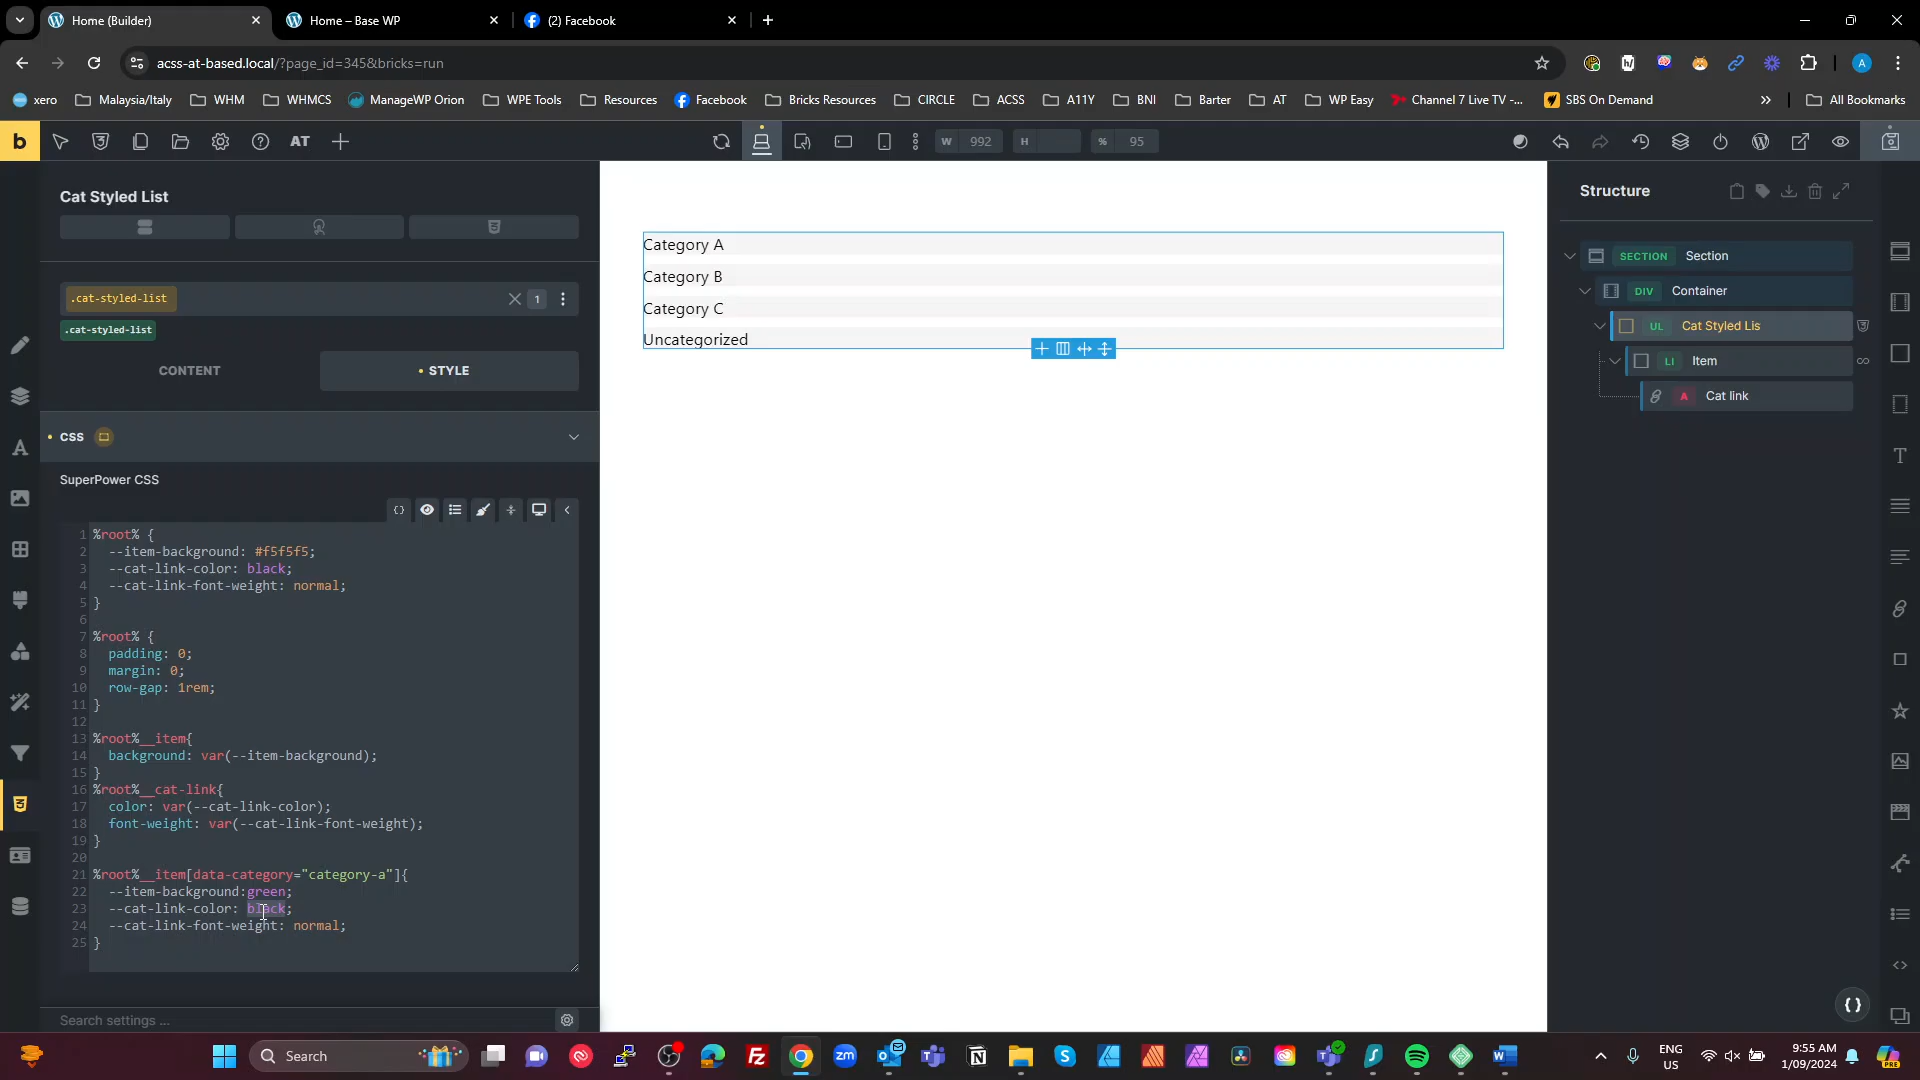 Home (Builder)
Home – Base WP
(2) Facebook
acss-at-based.local/?page_id=345&bricks=run
xero
Malaysia/Italy
WHM
WHMCS
ManageWP Orion
WPE Tools
Resources
Facebook
Bricks Resources
CIRCLE
ACSS
A11Y
BNI
Barter
AT
WP Easy
Channel 7 Live TV -...
SBS On Demand
All Bookmarks
b
AT
W 992
H
% 95
Cat Styled List
.cat-styled-list
1
.cat-styled-list
CONTENT
STYLE
CSS
SuperPower CSS
1 %root% {
2 --item-background: #f5f5f5;
3 --cat-link-color: black;
4 --cat-link-font-weight: normal;
5 }
6
7 %root% {
8 padding: 0;
9 margin: 0;
10 row-gap: 1rem;
11 }
12
13 %root%__item{
14 background: var(--item-background);
15 }
16 %root%__cat-link{
17 color: var(--cat-link-color);
18 font-weight: var(--cat-link-font-weight);
19 }
20
21 %root%__item[data-category="category-a"]{
22 --item-background:green;
23 --cat-link-color: black;
24 --cat-link-font-weight: normal;
25 }
Search settings ...
Category A
Category B
Category C
Uncategorized
Structure
SECTION Section
DIV Container
UL Cat Styled Lis
LI Item
A Cat link
Search
ENG
US
9:55 AM
1/09/2024